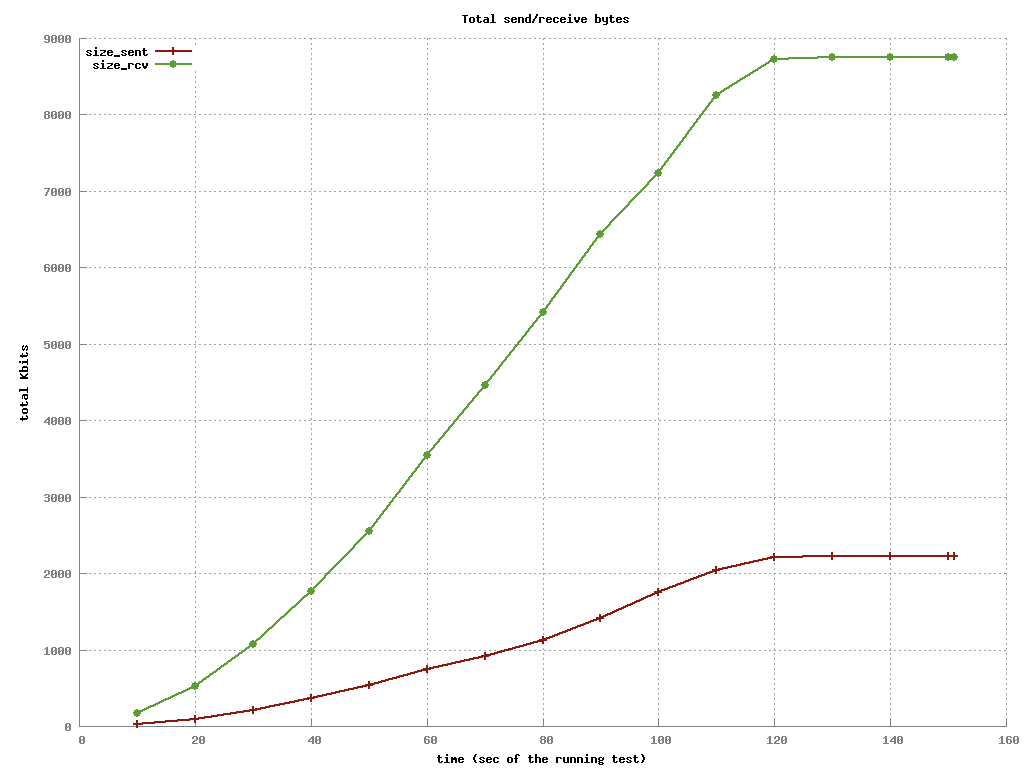 Total send/receive bytes
9000
size_sent
size_rcv
8000
7000
6000
5000
total Kbits
4000
3000
2000
1000
0
0 20 40 60 80 100 120 140 160
time (sec of the running test)